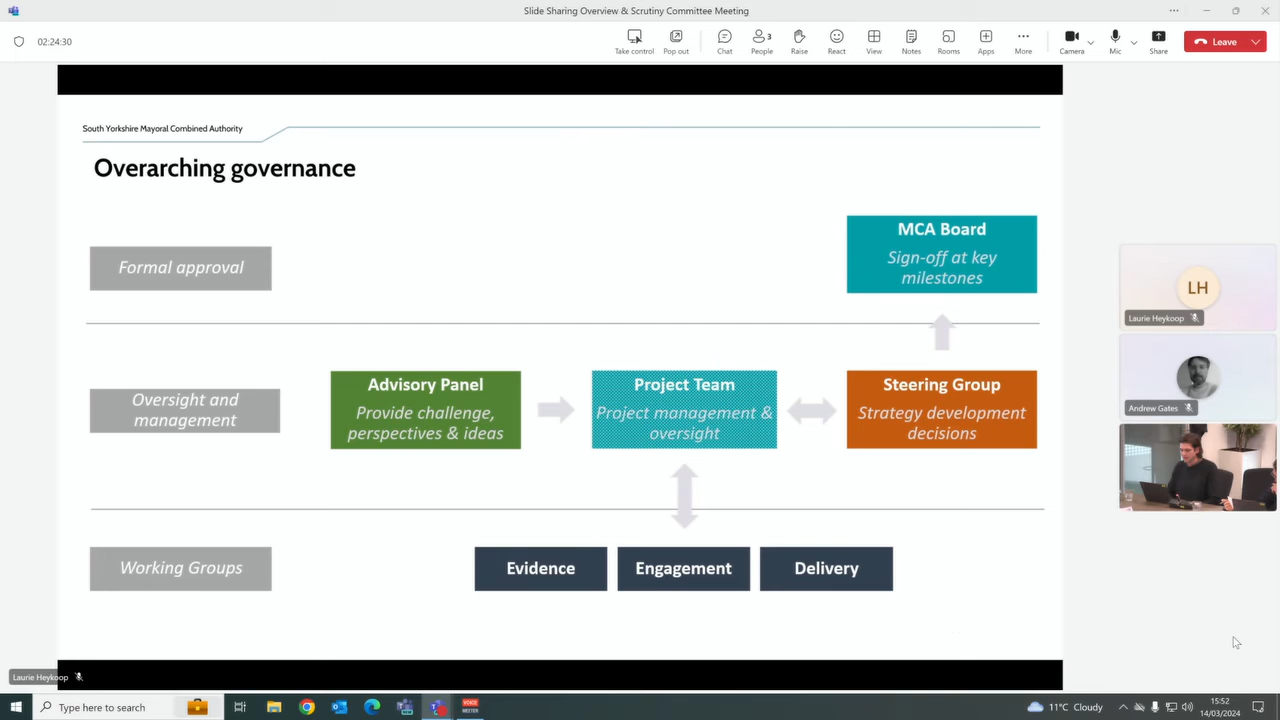 Slide Sharing Overview & Scrutiny Committee Meeting
02:24:30
Take control
Pop out
Chat
3
People
Raise
React
View
Notes
Rooms
Apps
More
Camera
Mic
Share
Leave
South Yorkshire Mayoral Combined Authority
Overarching governance
Formal approval
MCA Board
Sign-off at key
milestones
Oversight and
management
Advisory Panel
Provide challenge,
perspectives & ideas
Project Team
Project management &
oversight
Steering Group
Strategy development
decisions
Working Groups
Evidence
Engagement
Delivery
LH
Laurie Heykoop
Andrew Gates
Laurie Heykoop
Type here to search
VOICE
MEETER
11°C Cloudy
15:52
14/03/2024